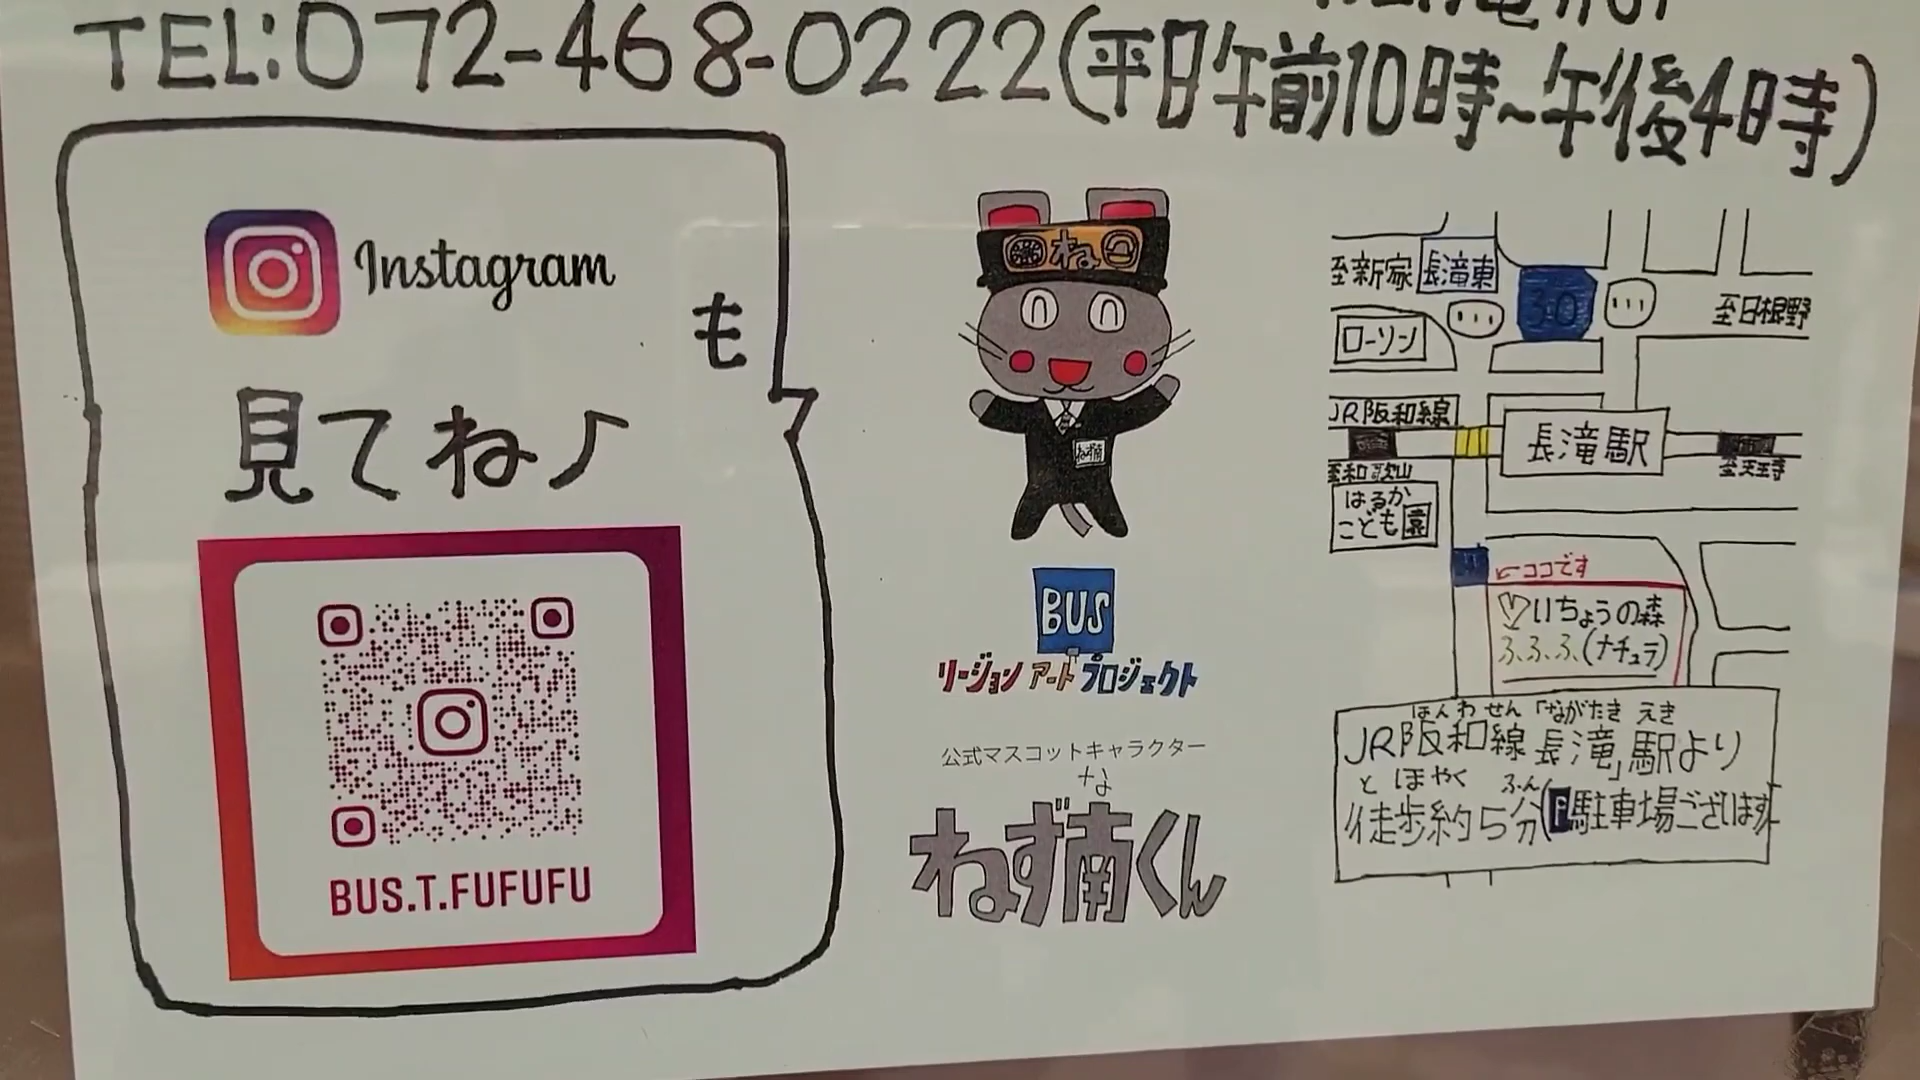 TEL:072-468-0222(平日午前10時~午後4時)
Instagram
も
見てね♪
BUS.T.FUFUFU
ね
ねず南
BUS
リージョン アート プロジェクト
公式マスコットキャラクター
な
ねず南くん
至新家
長滝東
30
至日根野
ローソン
JR阪和線
長滝駅
至和歌山
至天王寺
はるか
こども園
←ココです
いちょうの森
ふ、ふ、ふ、(ナチュラ)
はんわ せん 「ながたき えき
JR阪和線 長滝」駅より
と ほ やく ふん
徒歩約5分(P駐車場ございます)